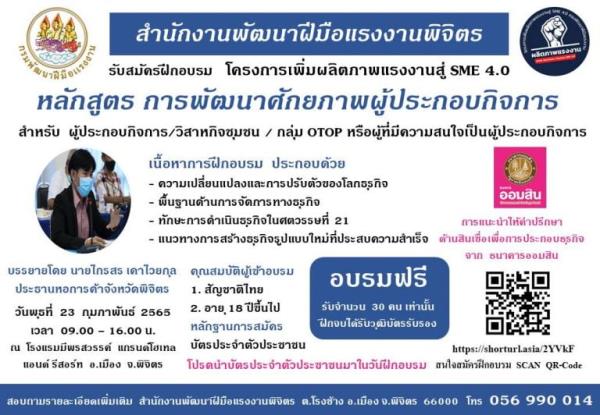 สำนักงานพัฒนาฝีมือแรงงานพิจิตร
กรมพัฒนาฝีมือแรงงาน
ผลิตภาพแรงงาน
รับสมัครฝึกอบรม โครงการเพิ่มผลิตภาพแรงงานสู่ SME 4.0
หลักสูตร การพัฒนาศักยภาพผู้ประกอบกิจการ
สำหรับ ผู้ประกอบกิจการ/วิสาหกิจชุมชน / กลุ่ม OTOP หรือผู้ที่มีความสนใจเป็นผู้ประกอบกิจการ
เนื้อหาการฝึกอบรม ประกอบด้วย
- ความเปลี่ยนแปลงและการปรับตัวของโลกธุรกิจ
- พื้นฐานด้านการจัดการทางธุรกิจ
- ทักษะการดำเนินธุรกิจในศตวรรษที่ 21
- แนวทางการสร้างธุรกิจรูปแบบใหม่ที่ประสบความสำเร็จ
ธนาคาร
ออมสิน
การแนะนำให้คำปรึกษา
ด้านสินเชื่อเพื่อการประกอบธุรกิจ
จาก ธนาคารออมสิน
บรรยายโดย นายไกรสร เดาไวยกุล
ประธานหอการค้าจังหวัดพิจิตร
วันพุธที่ 23 กุมภาพันธ์ 2565
เวลา 09.00 – 16.00 น.
ณ โรงแรมมีพรสวรรค์ แกรนด์โฮเทล
แอนด์ รีสอร์ท อ.เมือง จ.พิจิตร
คุณสมบัติผู้เข้าอบรม
1. สัญชาติไทย
2. อายุ 18 ปีขึ้นไป
หลักฐานการสมัคร
บัตรประจำตัวประชาชน
โปรดนำบัตรประจำตัวประชาชนมาในวันฝึกอบรม
อบรมฟรี
รับจำนวน 30 คน เท่านั้น
ฝึกจบได้รับวุฒิบัตรรับรอง
https://shorturl.asia/2YVkF
สนใจสมัครฝึกอบรม SCAN QR-Code
สอบถามรายละเอียดเพิ่มเติม สำนักงานพัฒนาฝีมือแรงงานพิจิตร ต.โรงช้าง อ.เมือง จ.พิจิตร 66000 โทร 056 990 014